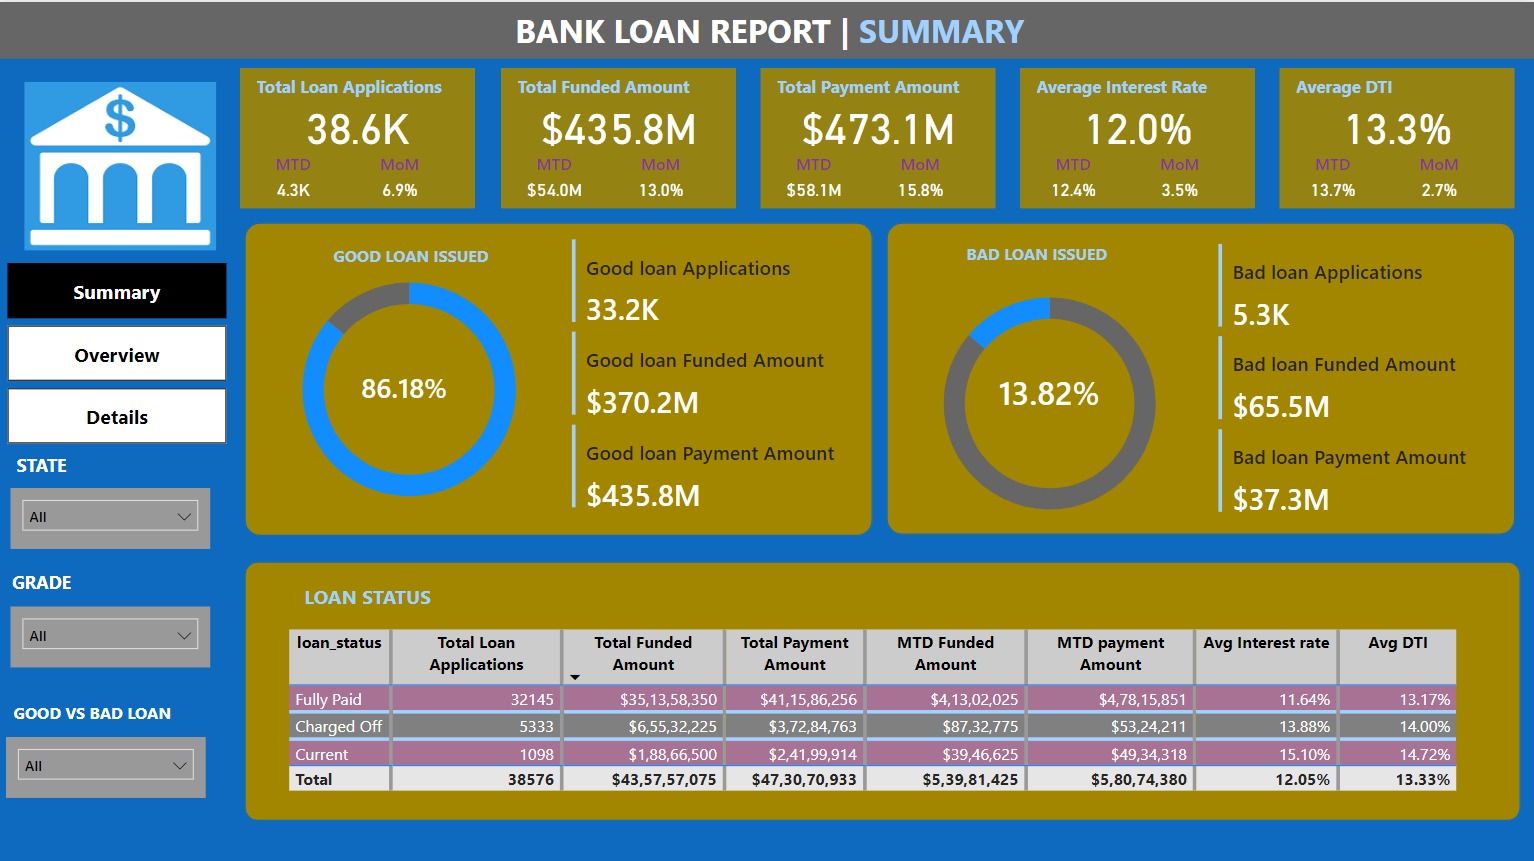 BANK LOAN REPORT | SUMMARY
$
Total Loan Applications
38.6K
MTD MoM
4.3K 6.9%
Total Funded Amount
$435.8M
MTD MoM
$54.0M 13.0%
Total Payment Amount
$473.1M
MTD MoM
$58.1M 15.8%
Average Interest Rate
12.0%
MTD MoM
12.4% 3.5%
Average DTI
13.3%
MTD MoM
13.7% 2.7%
Summary
Overview
Details
STATE
All
GRADE
All
GOOD VS BAD LOAN
All
GOOD LOAN ISSUED
86.18%
Good loan Applications
33.2K
Good loan Funded Amount
$370.2M
Good loan Payment Amount
$435.8M
BAD LOAN ISSUED
13.82%
Bad loan Applications
5.3K
Bad loan Funded Amount
$65.5M
Bad loan Payment Amount
$37.3M
LOAN STATUS
loan_status Total Loan Applications Total Funded Amount Total Payment Amount MTD Funded Amount MTD payment Amount Avg Interest rate Avg DTI
Fully Paid 32145 $35,13,58,350 $41,15,86,256 $4,13,02,025 $4,78,15,851 11.64% 13.17%
Charged Off 5333 $6,55,32,225 $3,72,84,763 $87,32,775 $53,24,211 13.88% 14.00%
Current 1098 $1,88,66,500 $2,41,99,914 $39,46,625 $49,34,318 15.10% 14.72%
Total 38576 $43,57,57,075 $47,30,70,933 $5,39,81,425 $5,80,74,380 12.05% 13.33%